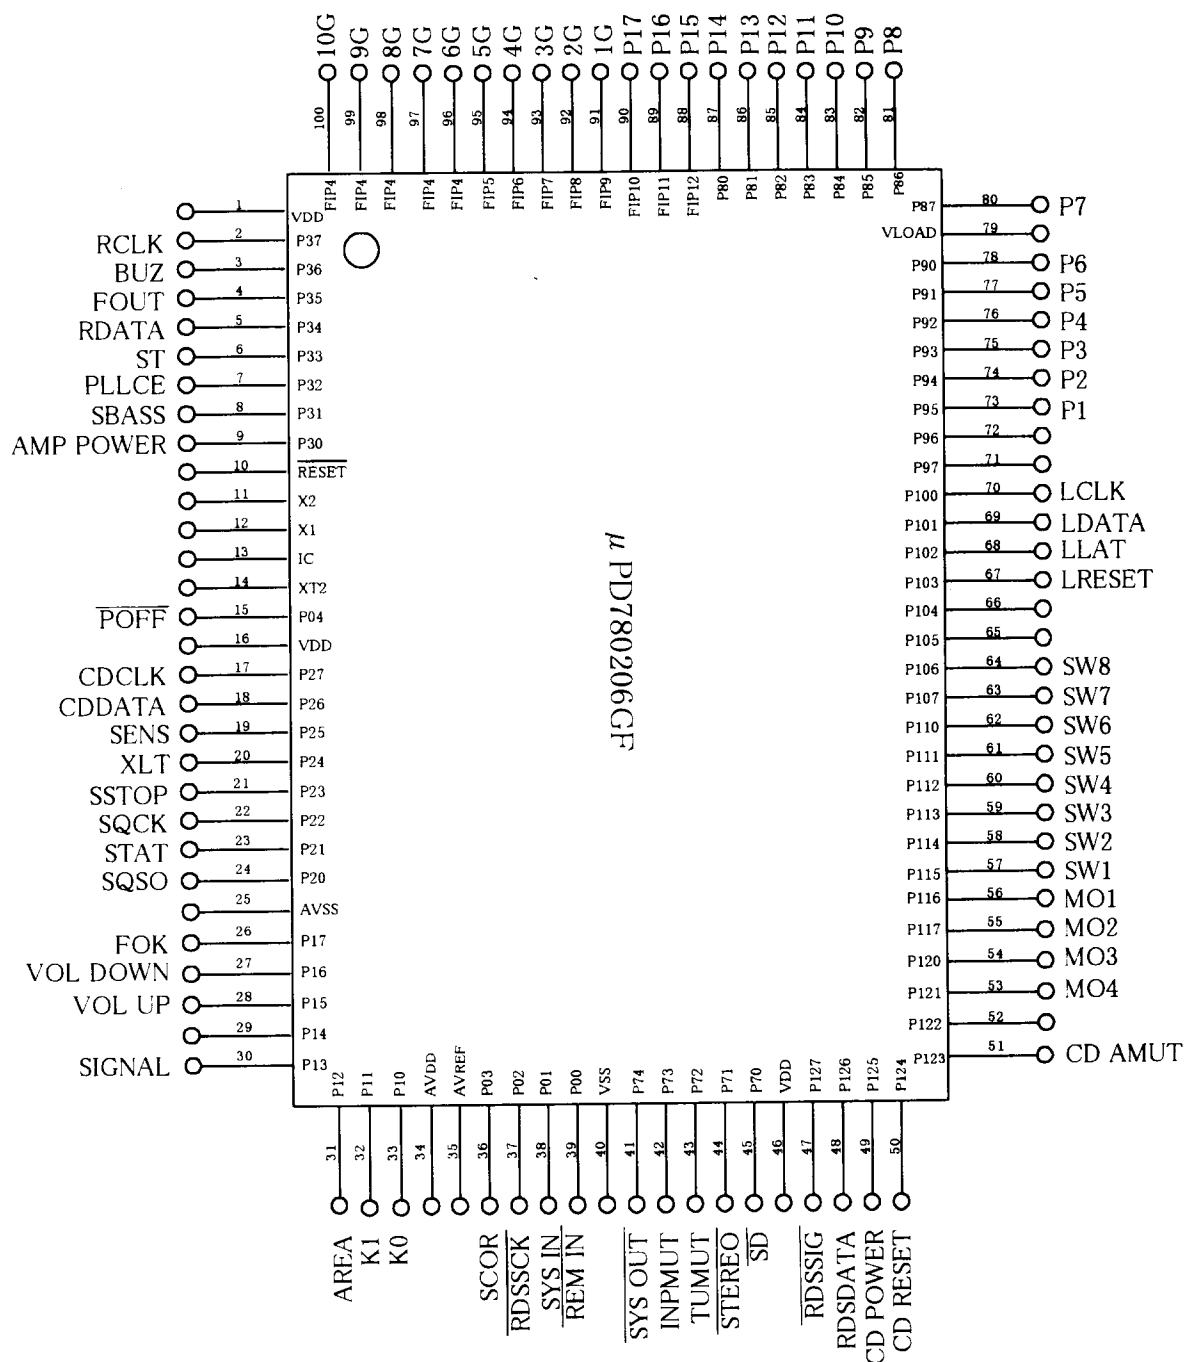 10G 9G 8G 7G 6G 5G 4G 3G 2G 1G P17 P16 P15 P14 P13 P12 P11 P10 P9 P8
100 99 98 97 96 95 94 93 92 91 90 89 88 87 86 85 84 83 82 81
FIP4 FIP4 FIP4 FIP4 FIP4 FIP5 FIP6 FIP7 FIP8 FIP9 FIP10 FIP11 FIP12 P80 P81 P82 P83 P84 P85 P86
1 VDD
RCLK 2 P37
BUZ 3 P36
FOUT 4 P35
RDATA 5 P34
ST 6 P33
PLLCE 7 P32
SBASS 8 P31
AMP POWER 9 P30
10 RESET
11 X2
12 X1
13 IC
14 XT2
POFF 15 P04
16 VDD
CDCLK 17 P27
CDDATA 18 P26
SENS 19 P25
XLT 20 P24
SSTOP 21 P23
SQCK 22 P22
STAT 23 P21
SQSO 24 P20
25 AVSS
FOK 26 P17
VOL DOWN 27 P16
VOL UP 28 P15
29 P14
SIGNAL 30 P13
μ PD780206GF
P87 80 P7
VLOAD 79
P90 78 P6
P91 77 P5
P92 76 P4
P93 75 P3
P94 74 P2
P95 73 P1
P96 72
P97 71
P100 70 LCLK
P101 69 LDATA
P102 68 LLAT
P103 67 LRESET
P104 66
P105 65
P106 64 SW8
P107 63 SW7
P110 62 SW6
P111 61 SW5
P112 60 SW4
P113 59 SW3
P114 58 SW2
P115 57 SW1
P116 56 MO1
P117 55 MO2
P120 54 MO3
P121 53 MO4
P122 52
P123 51 CD AMUT
P12 P11 P10 AVDD AVREF P03 P02 P01 P00 VSS P74 P73 P72 P71 P70 VDD P127 P126 P125 P124
31 32 33 34 35 36 37 38 39 40 41 42 43 44 45 46 47 48 49 50
AREA K1 K0 SCOR RDSSCK SYS IN REM IN SYS OUT INPMUT TUMUT STEREO SD RDSSIG RDSDATA CD POWER CD RESET